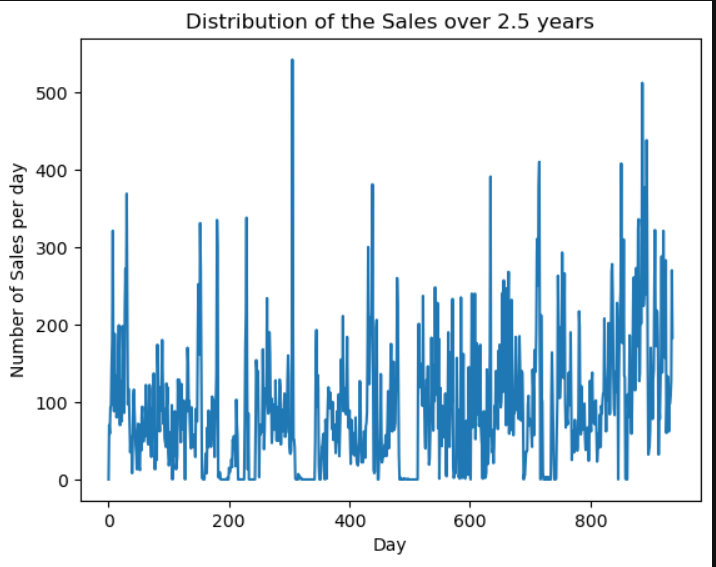 Distribution of the Sales over 2.5 years
Number of Sales per day
500
400
300
200
100
0
0 200 400 600 800
Day